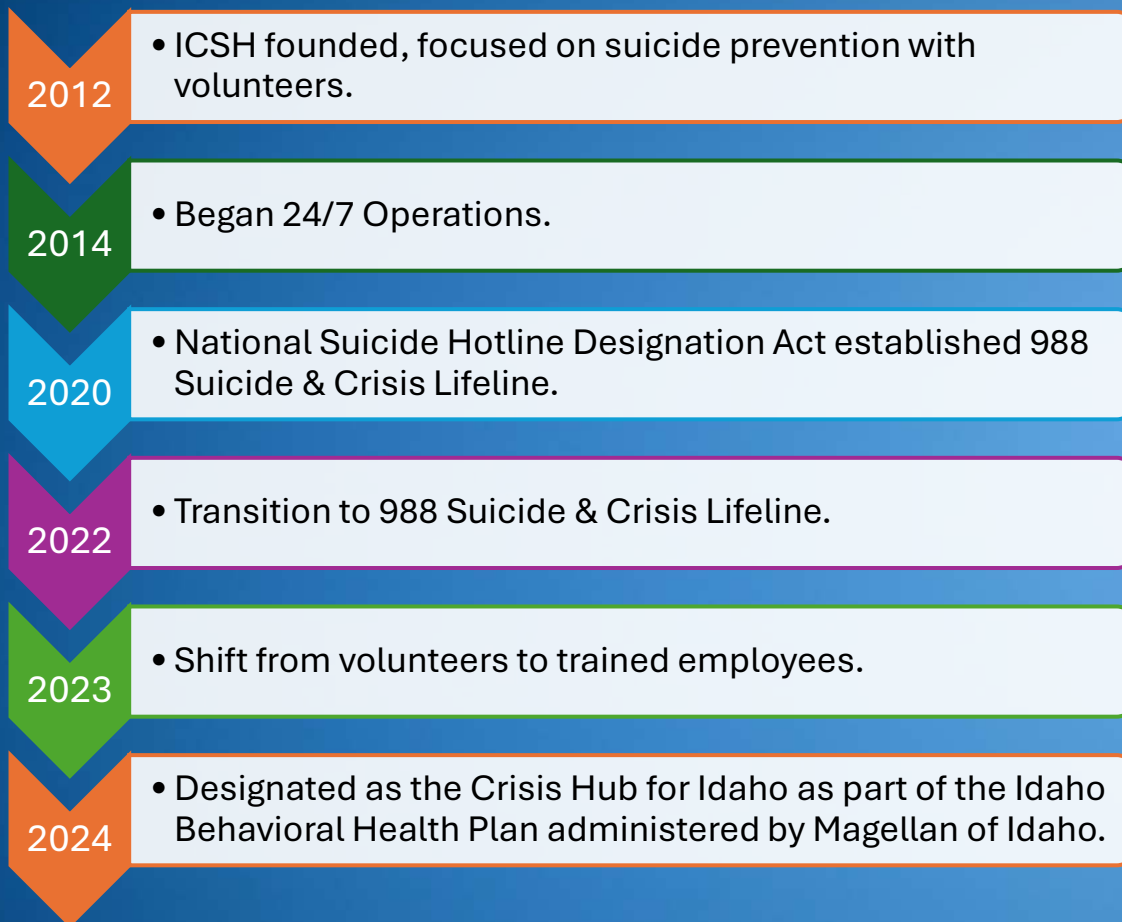 2012
• ICSH founded, focused on suicide prevention with
volunteers.
2014
• Began 24/7 Operations.
2020
• National Suicide Hotline Designation Act established 988
Suicide & Crisis Lifeline.
2022
• Transition to 988 Suicide & Crisis Lifeline.
2023
• Shift from volunteers to trained employees.
2024
• Designated as the Crisis Hub for Idaho as part of the Idaho
Behavioral Health Plan administered by Magellan of Idaho.